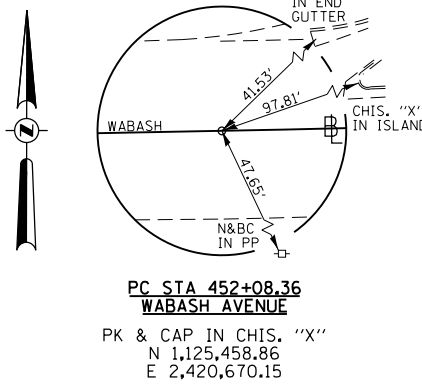 IN END
GUTTER
41.53'
97.81'
CHIS. "X"
IN ISLAND
WABASH
BL
47.65'
N&BC
IN PP
N
PC STA 452+08.36
WABASH AVENUE
PK & CAP IN CHIS. "X"
N 1,125,458.86
E 2,420,670.15